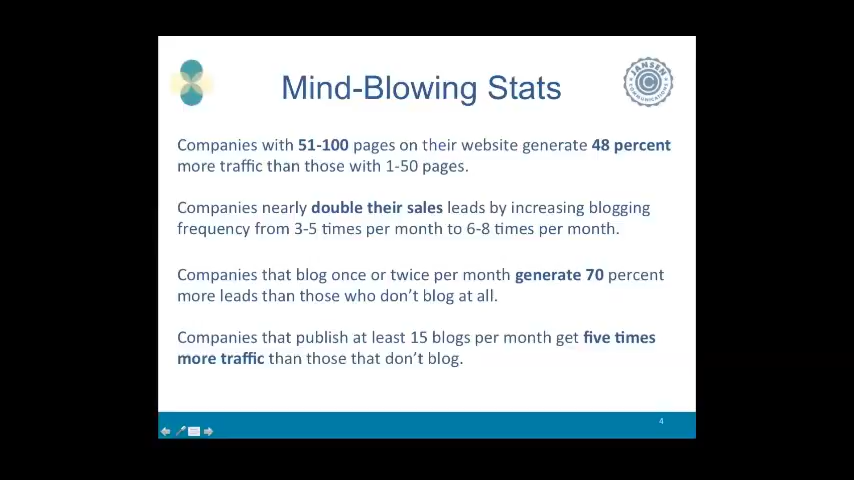 Mind-Blowing Stats
JANSEN
C
COMMUNICATIONS
Companies with 51-100 pages on their website generate 48 percent
more traffic than those with 1-50 pages.
Companies nearly double their sales leads by increasing blogging
frequency from 3-5 times per month to 6-8 times per month.
Companies that blog once or twice per month generate 70 percent
more leads than those who don’t blog at all.
Companies that publish at least 15 blogs per month get five times
more traffic than those that don’t blog.
4